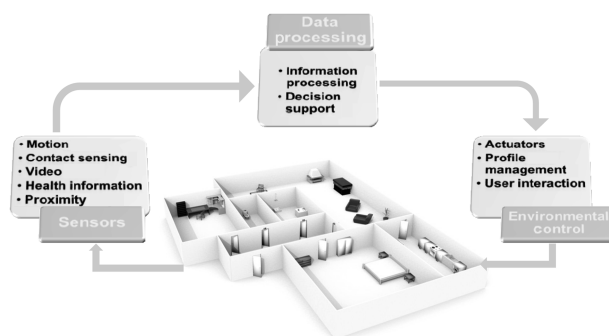 Data
processing
• Information
processing
• Decision
support
• Motion
• Contact sensing
• Video
• Health information
• Proximity
Sensors
• Actuators
• Profile
management
• User interaction
Environmental
control